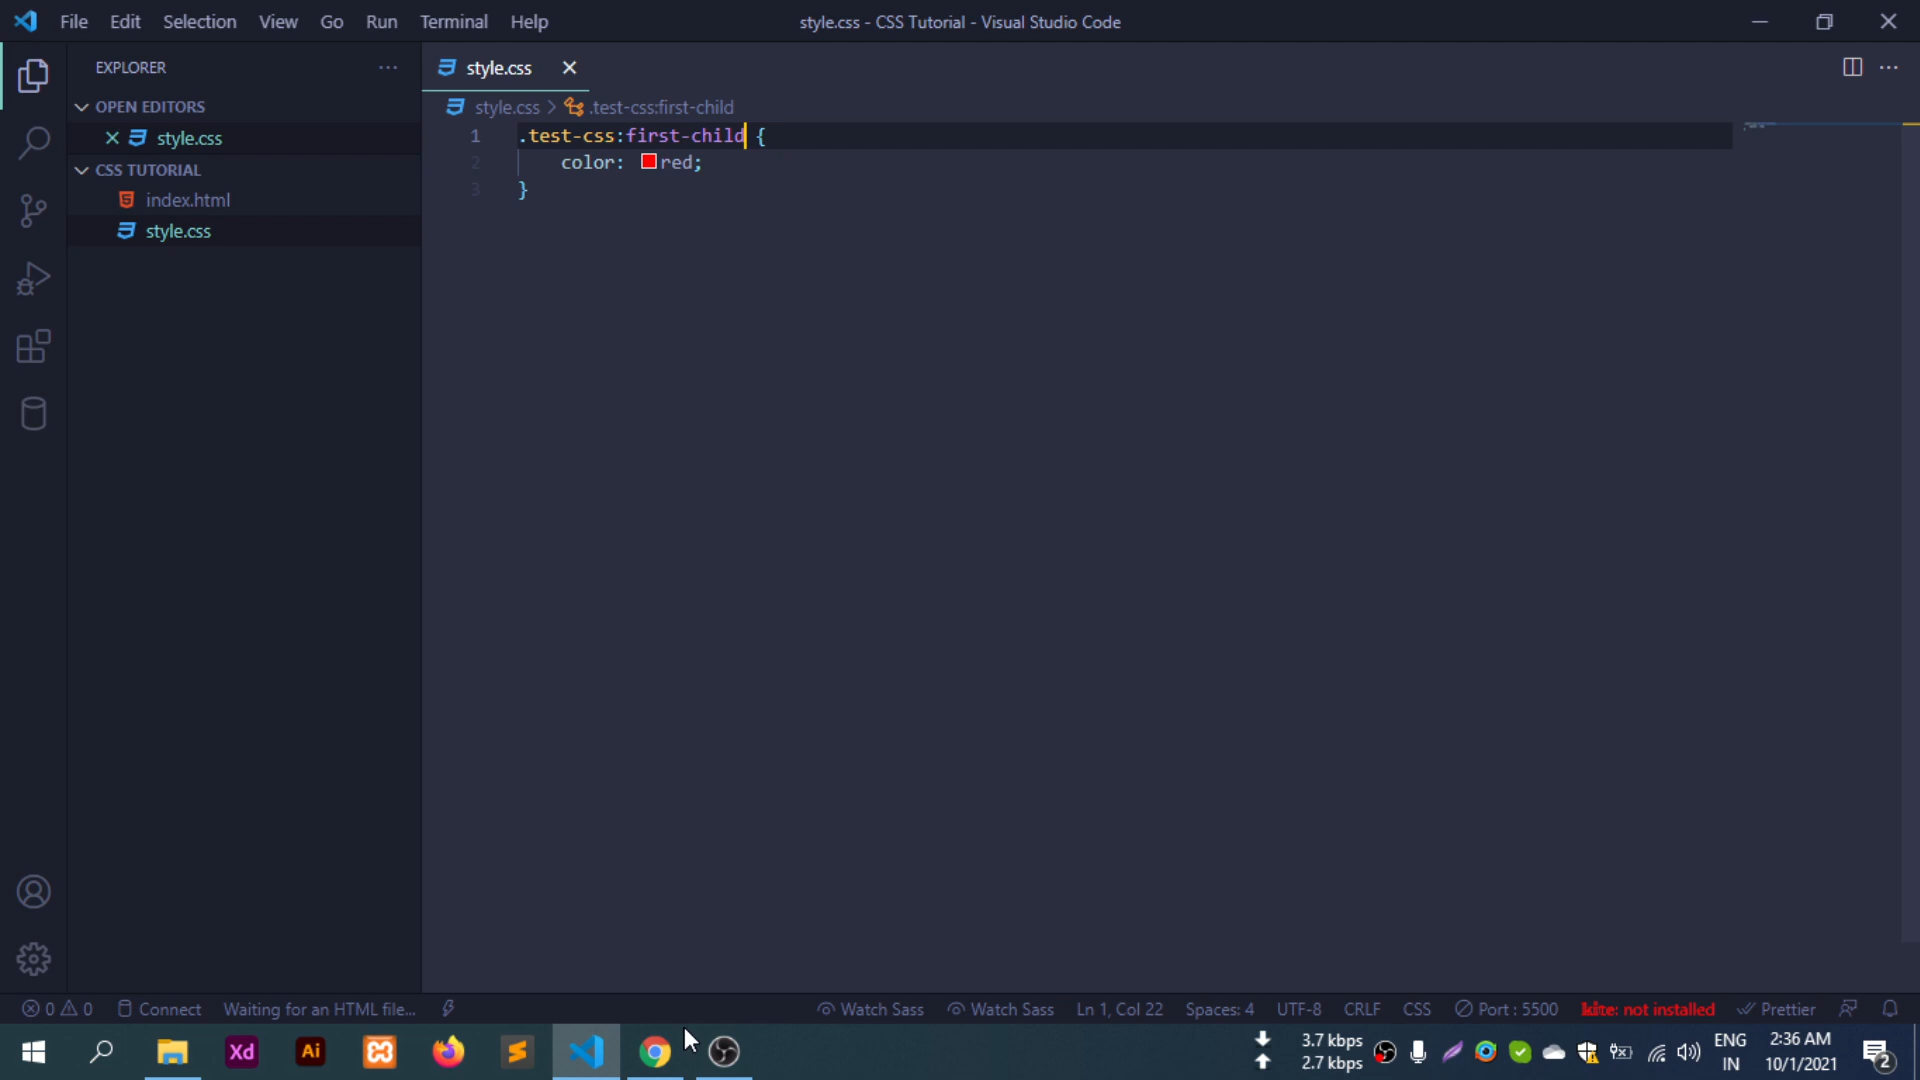 File Edit Selection View Go Run Terminal Help
style.css - CSS Tutorial - Visual Studio Code
EXPLORER
OPEN EDITORS
style.css
CSS TUTORIAL
index.html
style.css
style.css
style.css > .test-css:first-child
1 .test-css:first-child {
2 color: red;
3 }
0 0 Connect Waiting for an HTML file... Watch Sass Watch Sass Ln 1, Col 22 Spaces: 4 UTF-8 CRLF CSS Port : 5500 kite: not installed Prettier
Xd Ai
3.7 kbps
2.7 kbps
ENG
IN
2:36 AM
10/1/2021
2